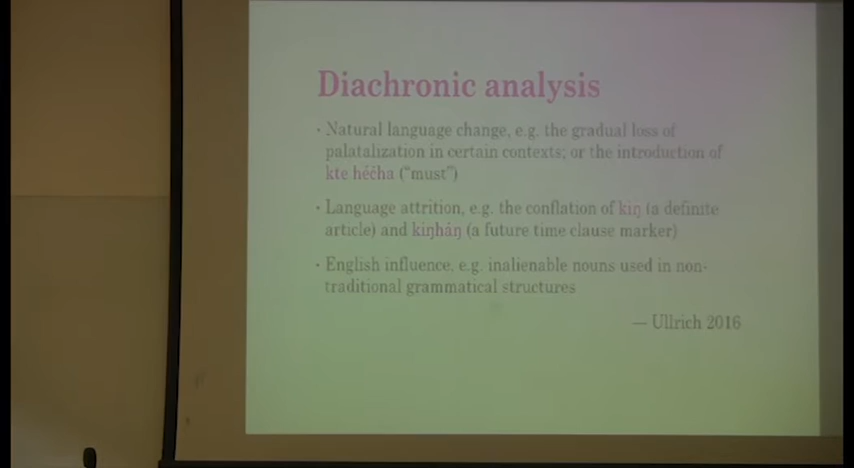 Diachronic analysis
· Natural language change, e.g. the gradual loss of
palatalization in certain contexts; or the introduction of
kte héčha ("must")
· Language attrition, e.g. the conflation of kiŋ (a definite
article) and kiŋháŋ (a future time clause marker)
· English influence, e.g. inalienable nouns used in non-
traditional grammatical structures
— Ullrich 2016